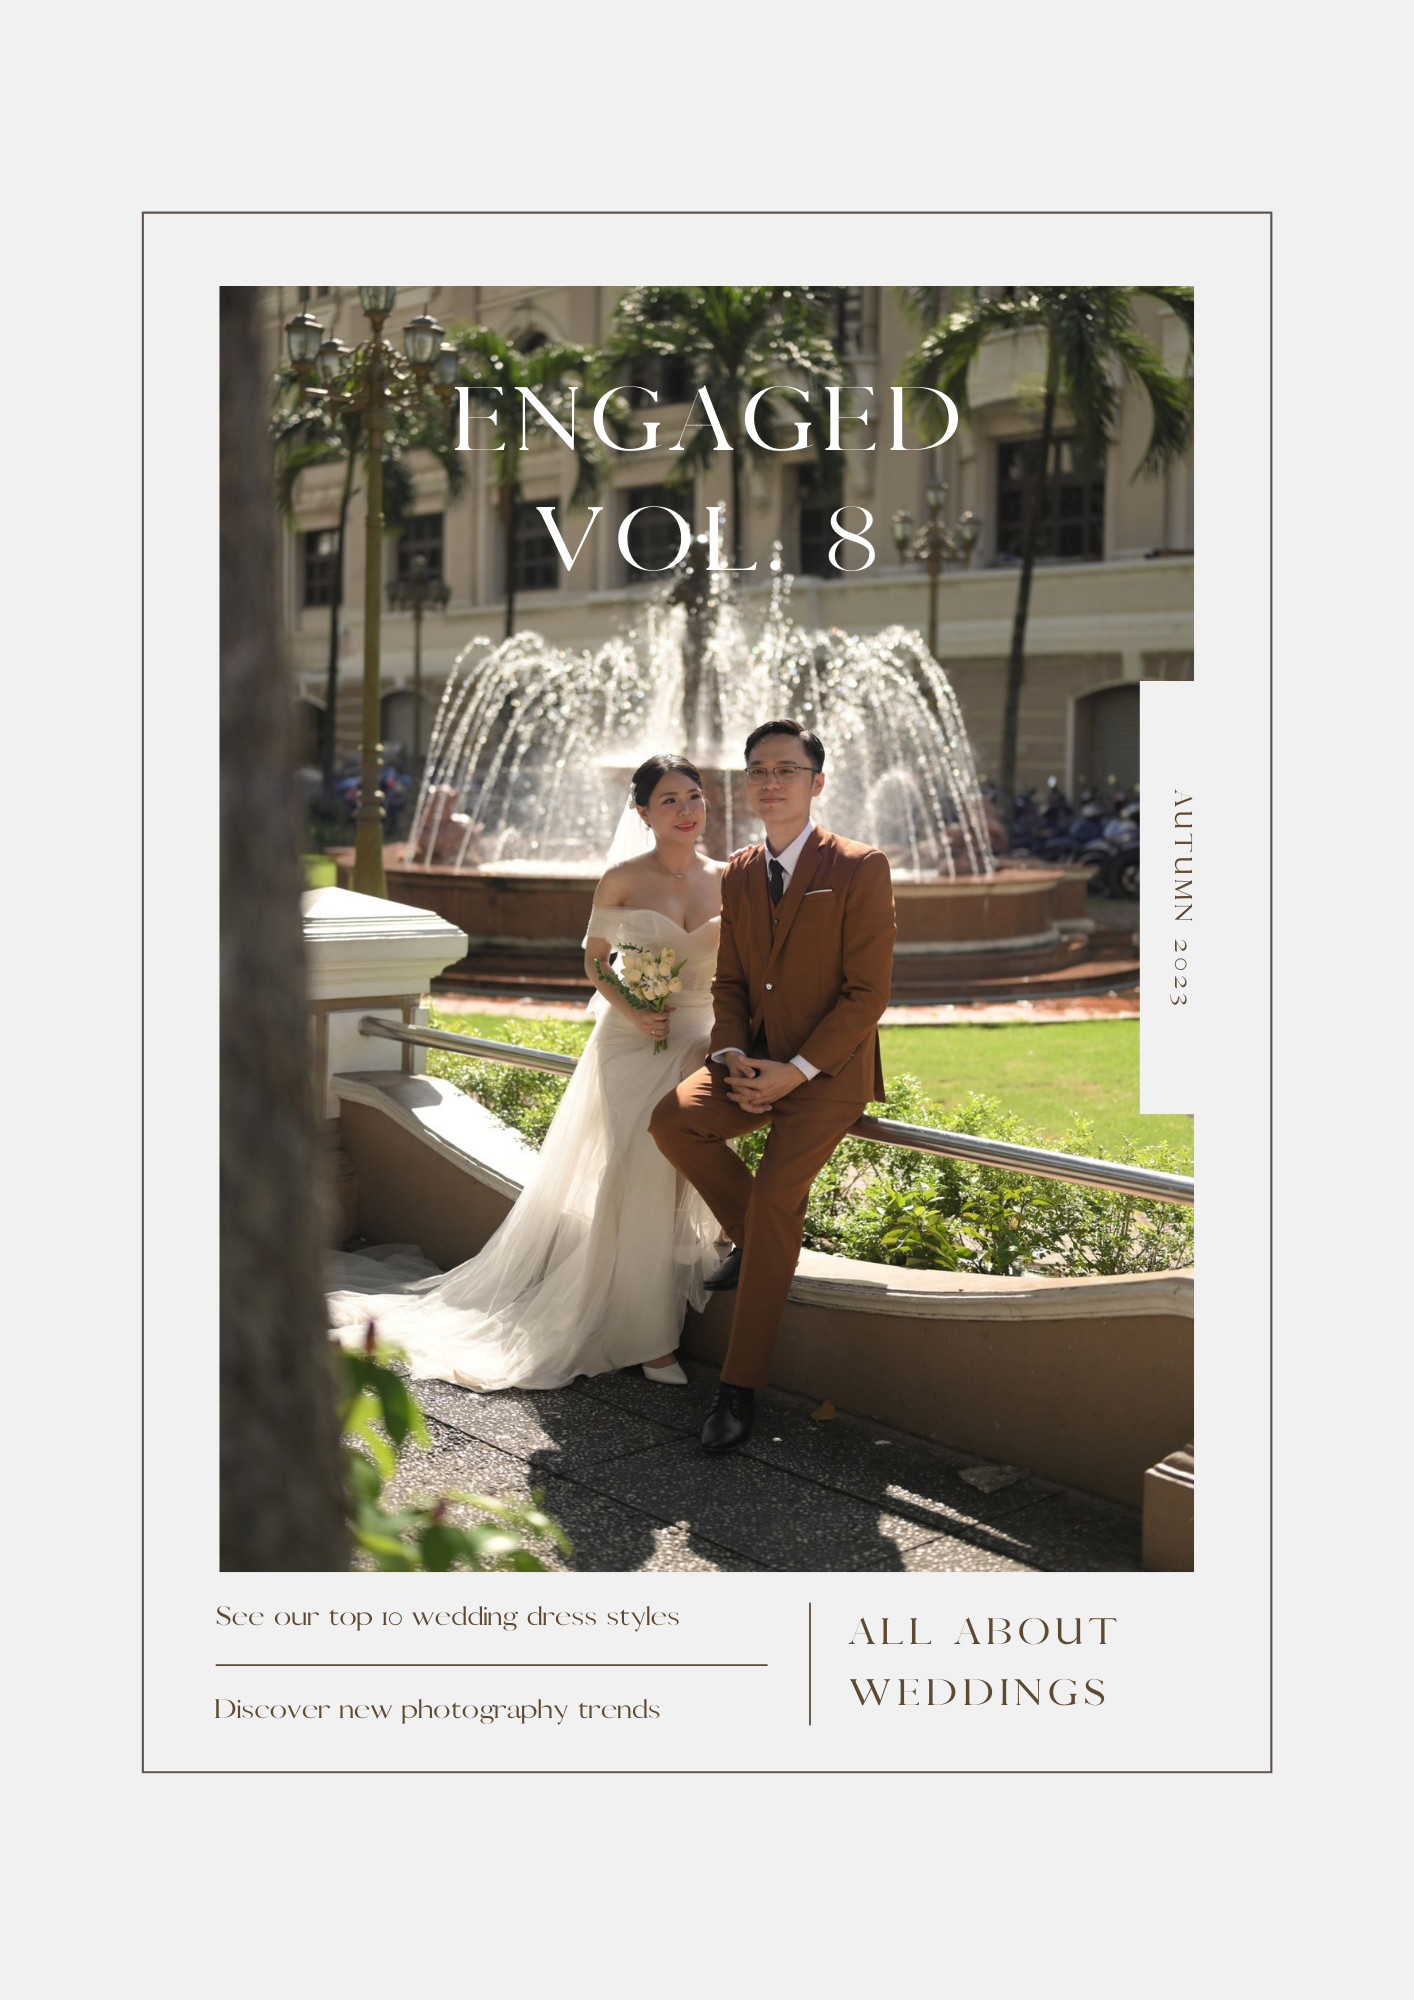 ENGAGED
VOL. 8
AUTUMN 2023
See our top 10 wedding dress styles
Discover new photography trends
ALL ABOUT
WEDDINGS